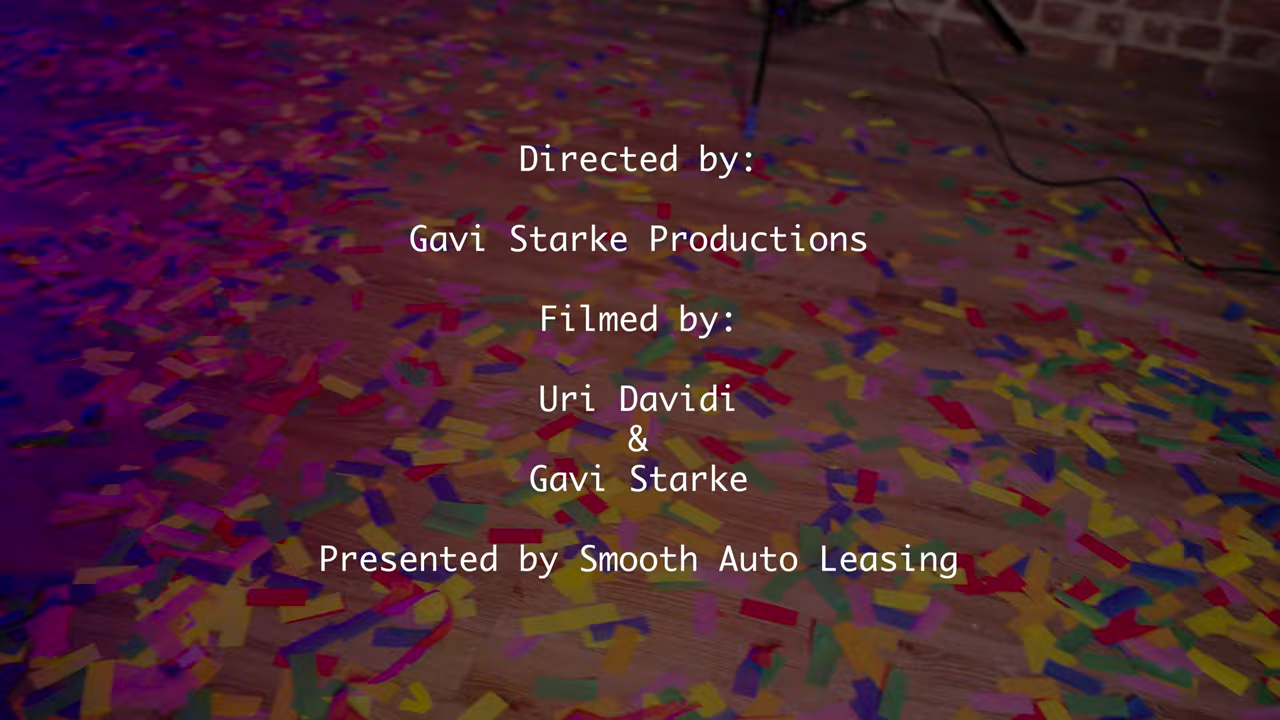 Directed by:
Gavi Starke Productions
Filmed by:
Uri Davidi
&
Gavi Starke
Presented by Smooth Auto Leasing